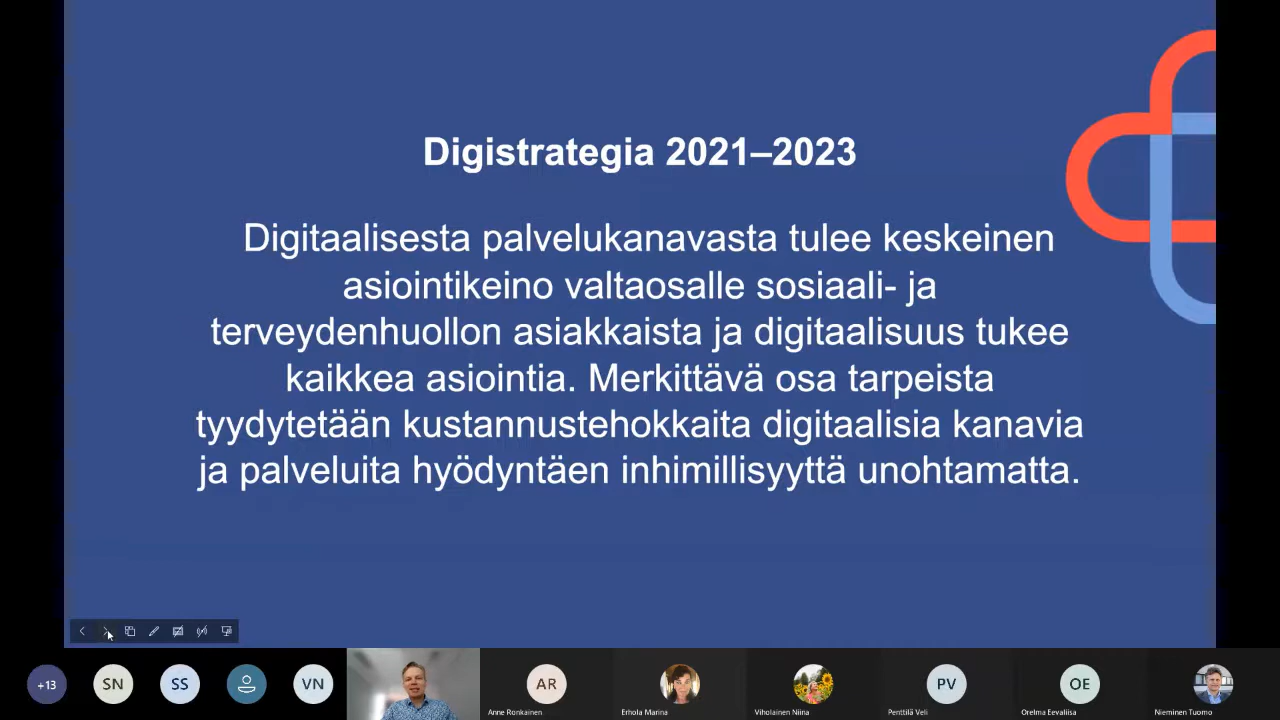 Digistrategia 2021–2023
Digitaalisesta palvelukanavasta tulee keskeinen
asiointikeino valtaosalle sosiaali- ja
terveydenhuollon asiakkaista ja digitaalisuus tukee
kaikkea asiointia. Merkittävä osa tarpeista
tyydytetään kustannustehokkaita digitaalisia kanavia
ja palveluita hyödyntäen inhimillisyyttä unohtamatta.
+13
SN
SS
VN
AR
PV
OE
Anne Ronkainen
Erhola Marina
Viholainen Niina
Penttilä Veli
Orelma Eevaliisa
Nieminen Tuomo